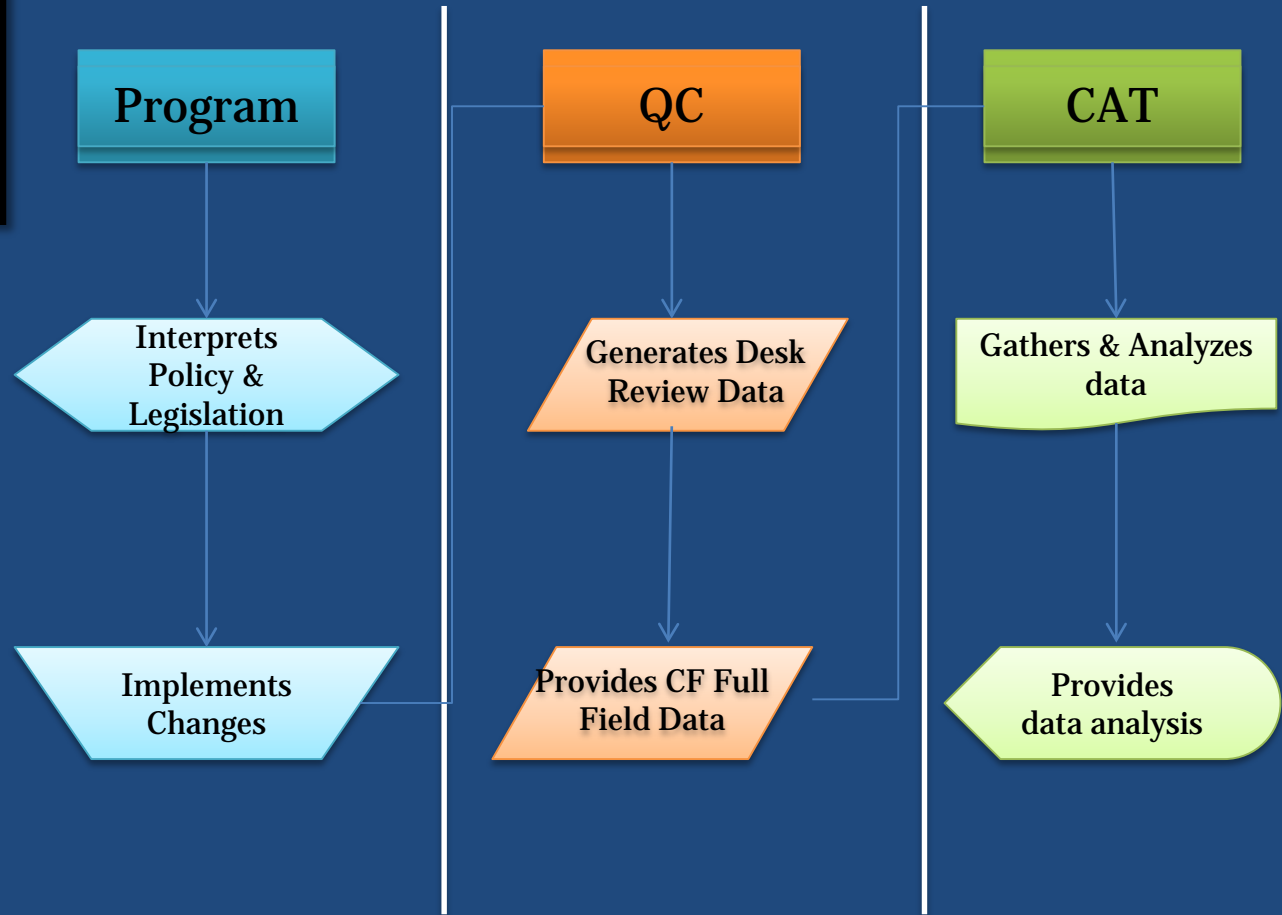 Program
Interprets
Policy &
Legislation
Implements
Changes
QC
Generates Desk
Review Data
Provides CF Full
Field Data
CAT
Gathers & Analyzes
data
Provides
data analysis